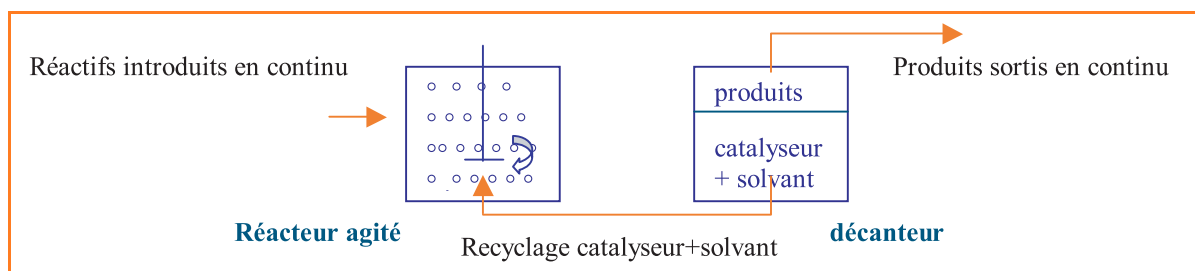 Réactifs introduits en continu
Produits sortis en continu
produits
catalyseur
+ solvant
Réacteur agité
décanteur
Recyclage catalyseur+solvant